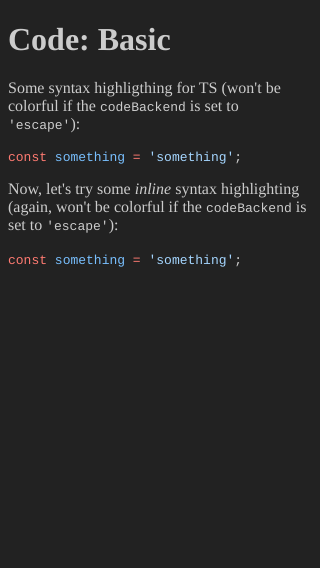 Code: Basic
Some syntax highligthing for TS (won't be
colorful if the codeBackend is set to
'escape'):
const something = 'something';
Now, let's try some inline syntax highlighting
(again, won't be colorful if the codeBackend is
set to 'escape'):
const something = 'something';